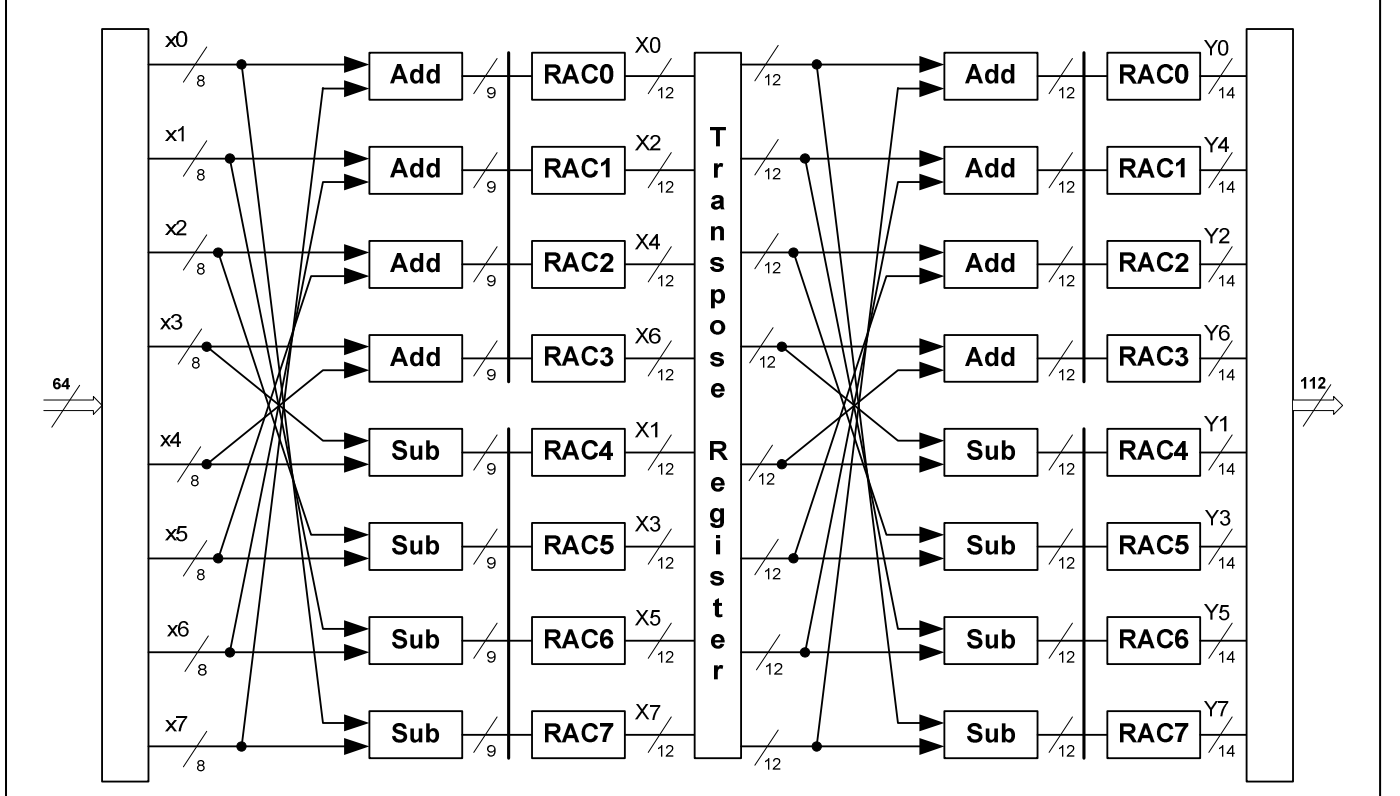 x0 8 Add 9 RAC0 X0 12 12 Add 12 RAC0 Y0 14
x1 8 Add 9 RAC1 X2 12 12 Add 12 RAC1 Y4 14
x2 8 Add 9 RAC2 X4 12 12 Add 12 RAC2 Y2 14
x3 8 Add 9 RAC3 X6 12 12 Add 12 RAC3 Y6 14
64
Transpose Register
112
x4 8 Sub 9 RAC4 X1 12 12 Sub 12 RAC4 Y1 14
x5 8 Sub 9 RAC5 X3 12 12 Sub 12 RAC5 Y3 14
x6 8 Sub 9 RAC6 X5 12 12 Sub 12 RAC6 Y5 14
x7 8 Sub 9 RAC7 X7 12 12 Sub 12 RAC7 Y7 14